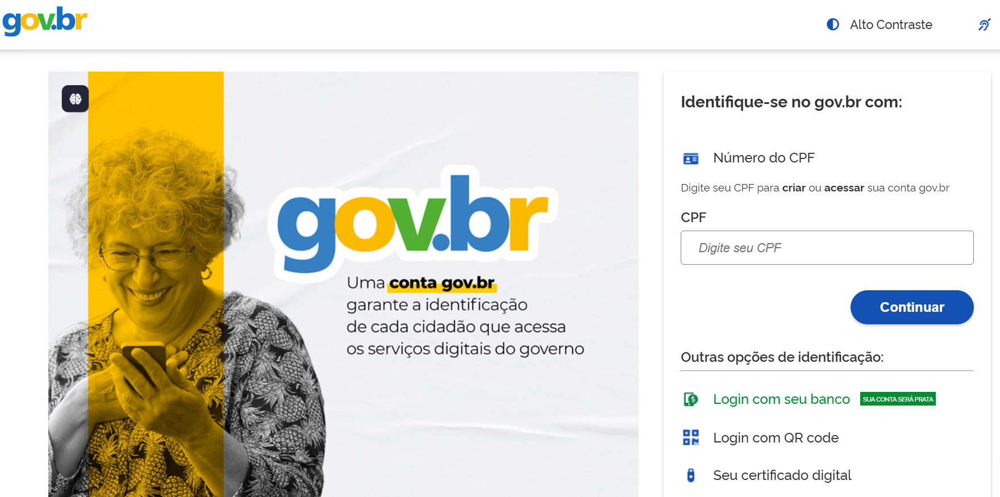 gov.br
Alto Contraste
gov.br
Uma conta gov.br
garante a identificação
de cada cidadão que acessa
os serviços digitais do governo
Identifique-se no gov.br com:
Número do CPF
Digite seu CPF para criar ou acessar sua conta gov.br
CPF
Digite seu CPF
Continuar
Outras opções de identificação:
Login com seu banco SUA CONTA SERÁ PRATA
Login com QR code
Seu certificado digital